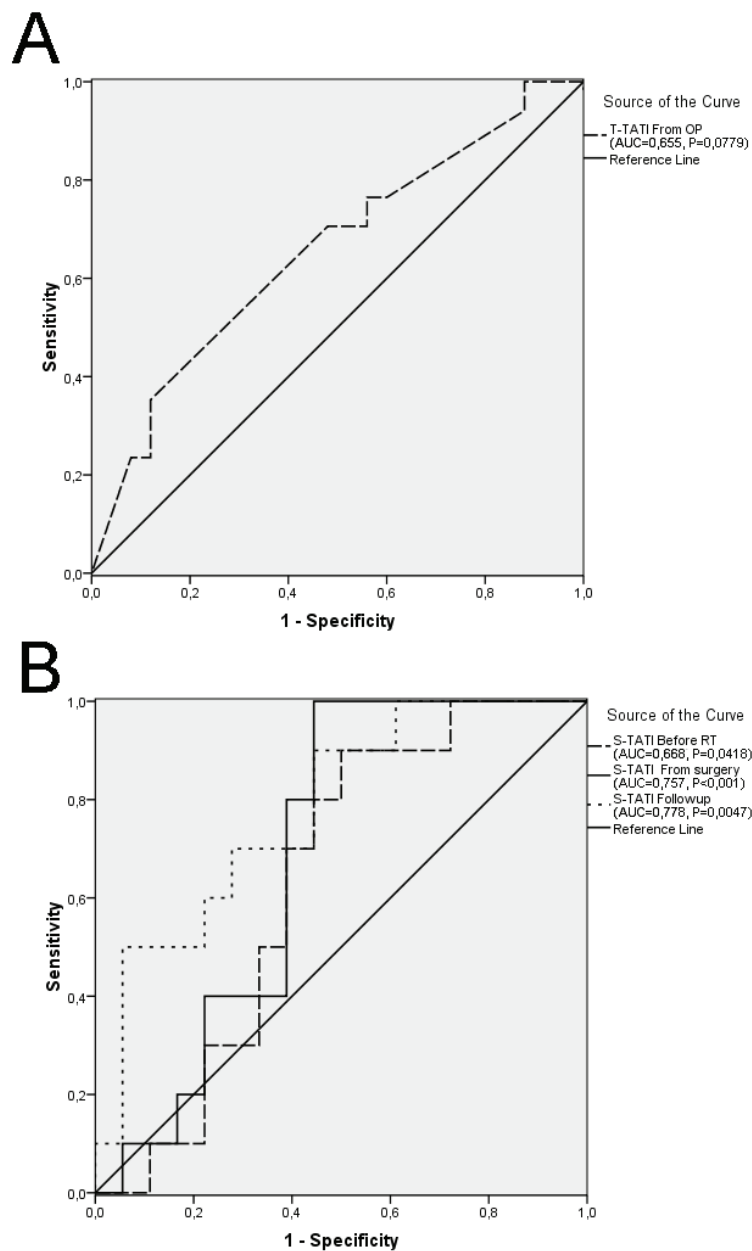 A
Source of the Curve
T-TATI From OP
(AUC=0,655, P=0,0779)
Reference Line
1,0
0,8
0,6
0,4
0,2
0,0
Sensitivity
0,0 0,2 0,4 0,6 0,8 1,0
1 - Specificity
B
Source of the Curve
S-TATI Before RT
(AUC=0,668, P=0,0418)
S-TATI From surgery
(AUC=0,757, P<0,001)
S-TATI Followup
(AUC=0,778, P=0,0047)
Reference Line
1,0
0,8
0,6
0,4
0,2
0,0
Sensitivity
0,0 0,2 0,4 0,6 0,8 1,0
1 - Specificity